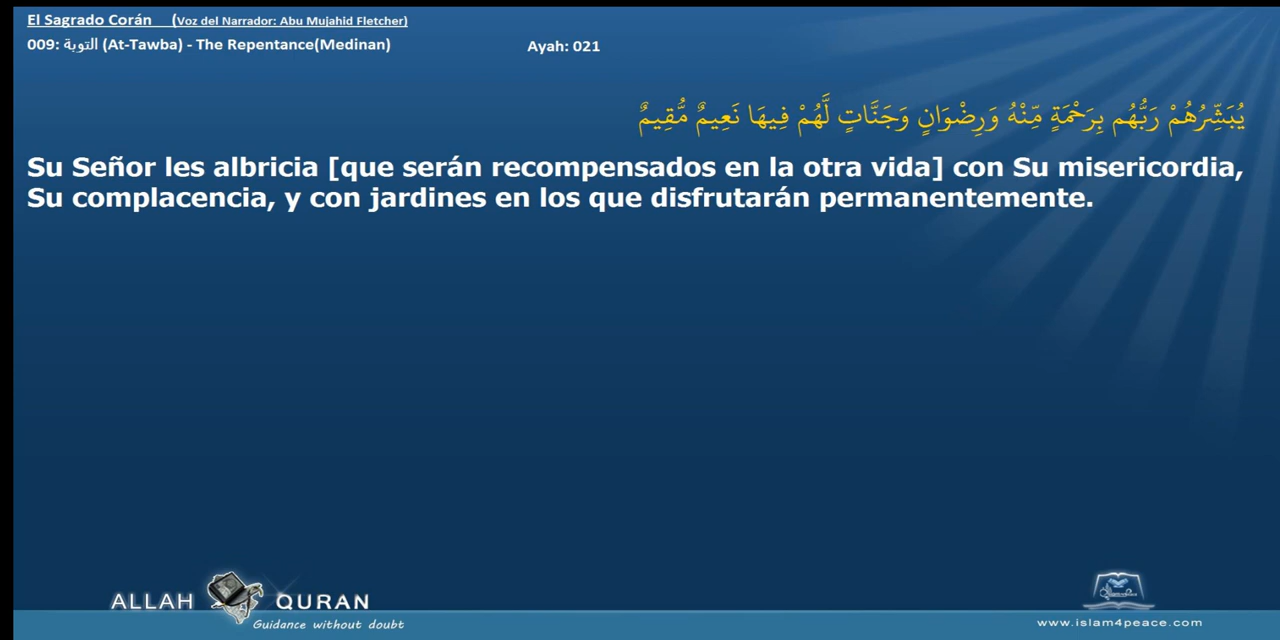 El Sagrado Corán (Voz del Narrador: Abu Mujahid Fletcher)
009: التوبة (At-Tawba) - The Repentance(Medinan)
Ayah: 021
يُبَشِّرُهُمْ رَبُّهُم بِرَحْمَةٍ مِّنْهُ وَرِضْوَانٍ وَجَنَّاتٍ لَّهُمْ فِيهَا نَعِيمٌ مُّقِيمٌ
Su Señor les albricia [que serán recompensados en la otra vida] con Su misericordia,
Su complacencia, y con jardines en los que disfrutarán permanentemente.
ALLAH QURAN
Guidance without doubt
www.islam4peace.com